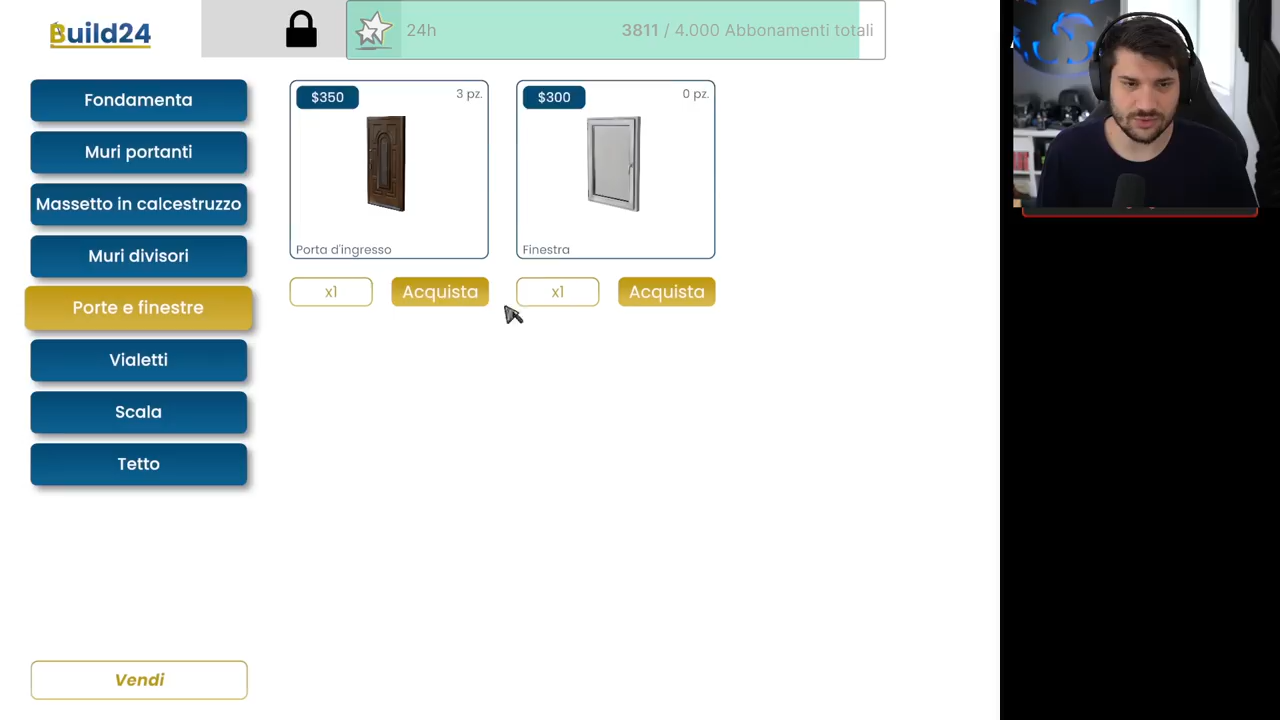 Build24
24h
3811 / 4.000 Abbonamenti totali
Fondamenta
Muri portanti
Massetto in calcestruzzo
Muri divisori
Porte e finestre
Vialetti
Scala
Tetto
Vendi
$350
3 pz.
Porta d'ingresso
x1
Acquista
$300
0 pz.
Finestra
x1
Acquista